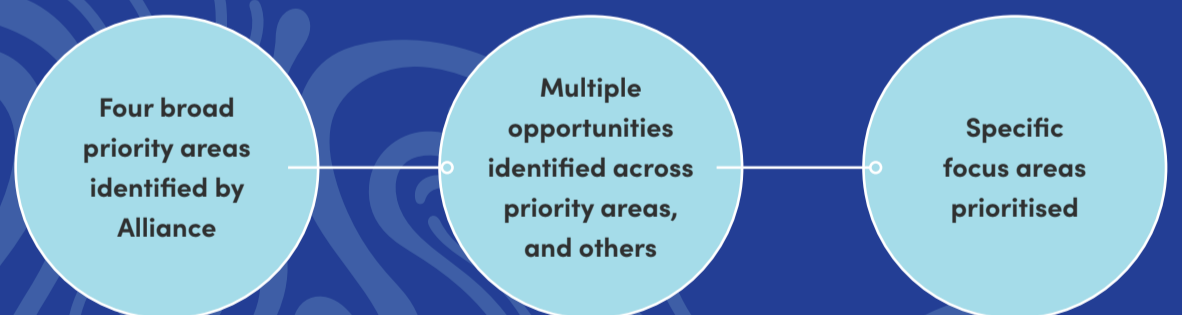 Four broad
priority areas
identified by
Alliance
Multiple
opportunities
identified across
priority areas,
and others
Specific
focus areas
prioritised